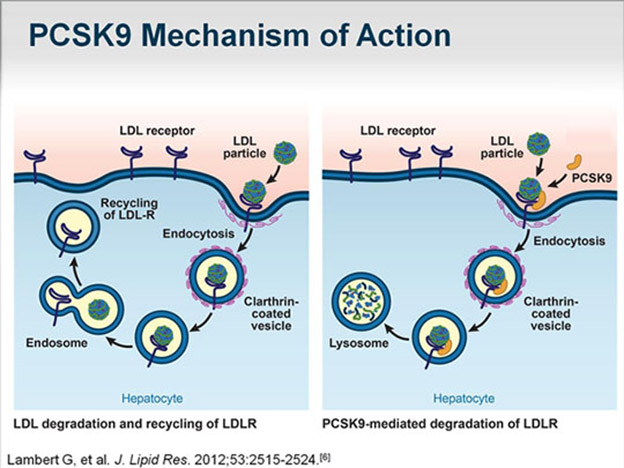 PCSK9 Mechanism of Action
LDL receptor
LDL
particle
Recycling
of LDL-R
Endocytosis
Clarthrin-
coated
vesicle
Endosome
Hepatocyte
LDL degradation and recycling of LDLR
LDL receptor
LDL
particle
PCSK9
Endocytosis
Clarthrin-
coated
vesicle
Lysosome
Hepatocyte
PCSK9-mediated degradation of LDLR
Lambert G, et al. J. Lipid Res. 2012;53:2515-2524.[6]